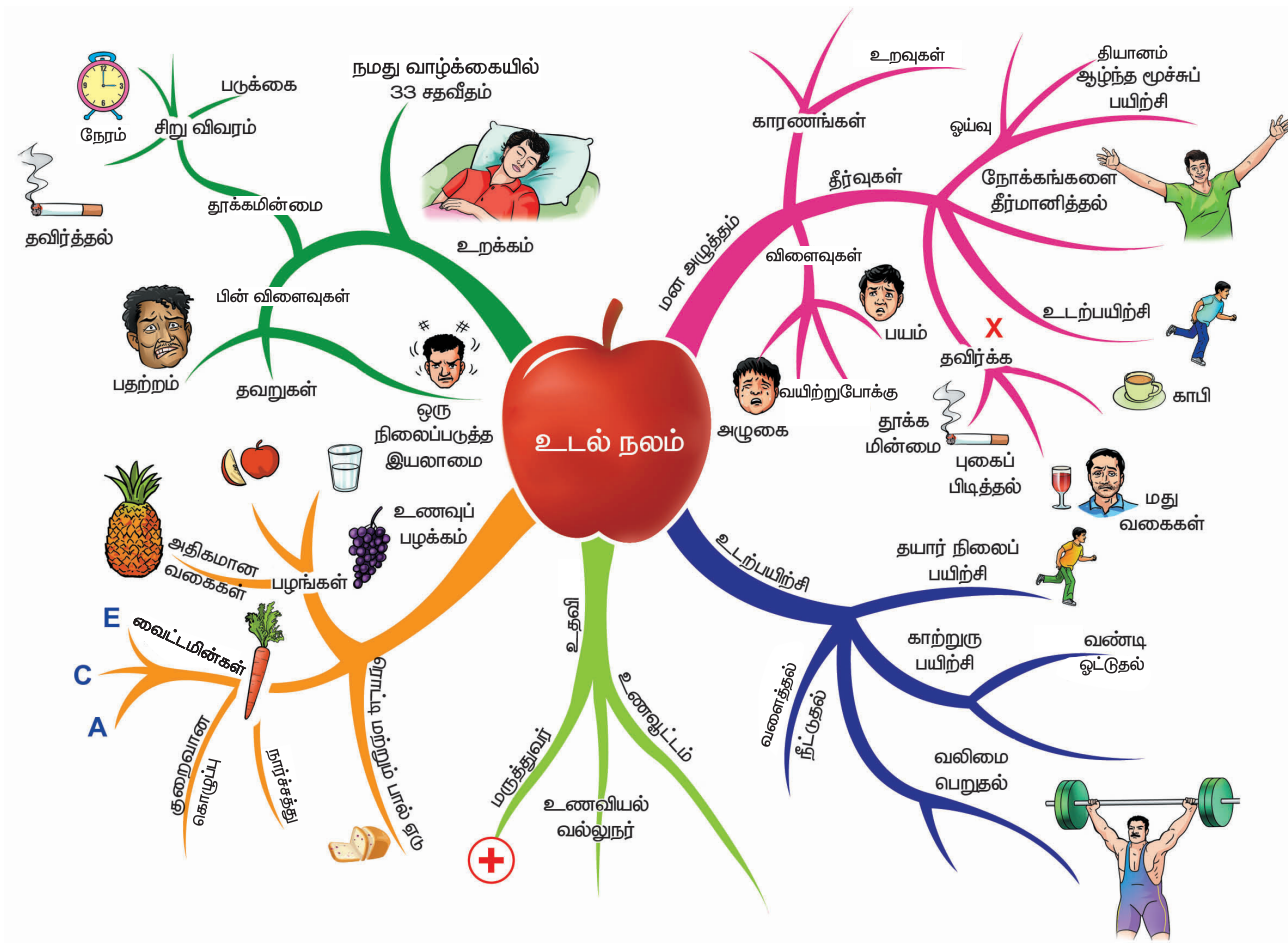 உடல் நலம்
நமது வாழ்க்கையில்
33 சதவீதம்
படுக்கை
நேரம்
சிறு விவரம்
தவிர்த்தல்
தூக்கமின்மை
உறக்கம்
பின் விளைவுகள்
பதற்றம்
தவறுகள்
ஒரு
நிலைப்படுத்த
இயலாமை
மன அழுத்தம்
காரணங்கள்
உறவுகள்
தீர்வுகள்
ஓய்வு
தியானம்
ஆழ்ந்த மூச்சுப்
பயிற்சி
நோக்கங்களை
தீர்மானித்தல்
உடற்பயிற்சி
விளைவுகள்
பயம்
வயிற்றுபோக்கு
அழுகை
X
தவிர்க்க
காபி
தூக்க
மின்மை
புகைப்
பிடித்தல்
மது
வகைகள்
உணவுப்
பழக்கம்
பழங்கள்
அதிகமான
வகைகள்
வைட்டமின்கள்
E
C
A
குறைவான
கொழுப்பு
நார்ச்சத்து
ரொட்டி மற்றும் பால் ஏடு
உதவி
மருத்துவர்
உணவியல்
வல்லுநர்
உணவூட்டம்
உடற்பயிற்சி
தயார் நிலைப்
பயிற்சி
காற்றுரு
பயிற்சி
வண்டி
ஓட்டுதல்
வளைத்தல்
நீட்டுதல்
வலிமை
பெறுதல்